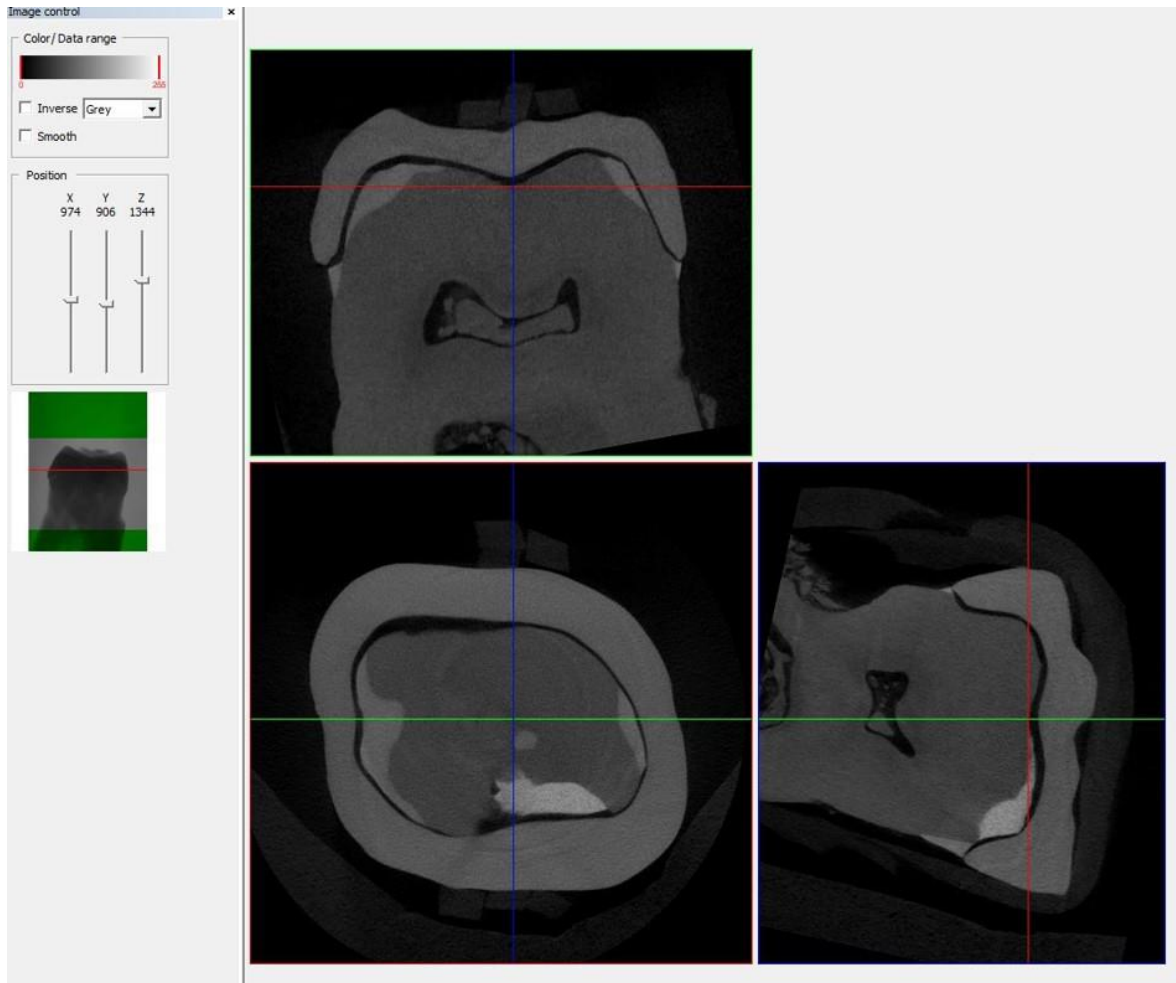 Image control ×
Color/Data range
0 255
Inverse Grey
Smooth
Position
X Y Z
974 906 1344